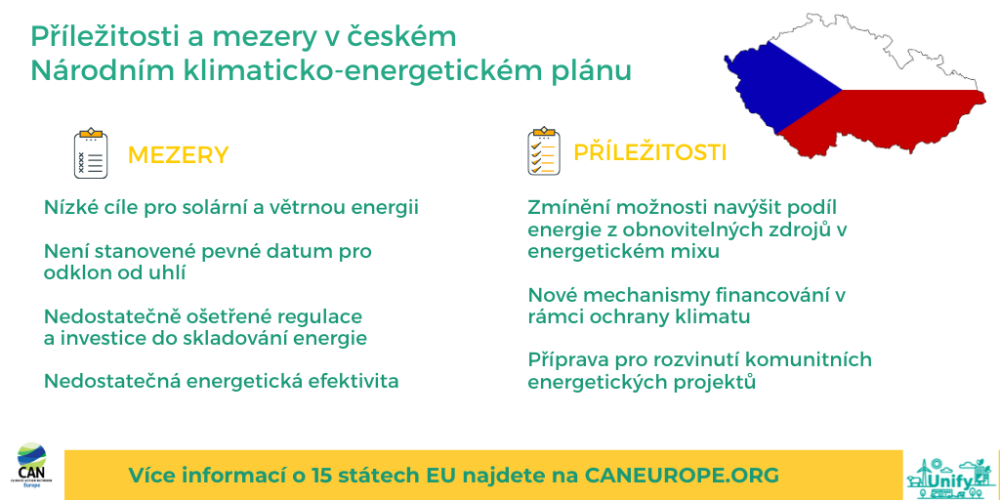 Příležitosti a mezery v českém
Národním klimaticko-energetickém plánu
MEZERY
Nízké cíle pro solární a větrnou energii
Není stanovené pevné datum pro
odklon od uhlí
Nedostatečně ošetřené regulace
a investice do skladování energie
Nedostatečná energetická efektivita
PŘÍLEŽITOSTI
Zmínění možnosti navýšit podíl
energie z obnovitelných zdrojů v
energetickém mixu
Nové mechanismy financování v
rámci ochrany klimatu
Příprava pro rozvinutí komunitních
energetických projektů
CAN
CLIMATE ACTION NETWORK
Europe
Více informací o 15 státech EU najdete na CANEUROPE.ORG
Unify